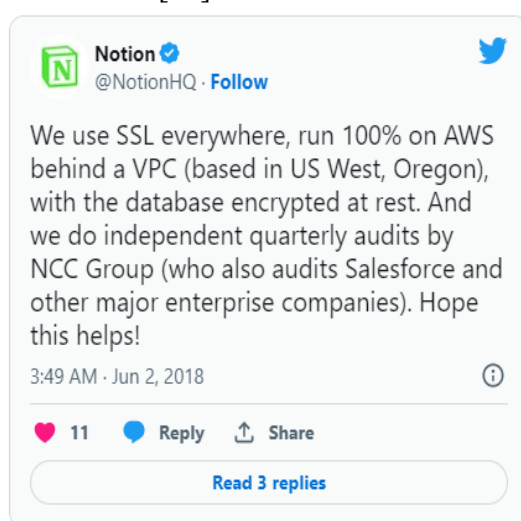 Notion
@NotionHQ · Follow
We use SSL everywhere, run 100% on AWS
behind a VPC (based in US West, Oregon),
with the database encrypted at rest. And
we do independent quarterly audits by
NCC Group (who also audits Salesforce and
other major enterprise companies). Hope
this helps!
3:49 AM · Jun 2, 2018
11 Reply Share
Read 3 replies